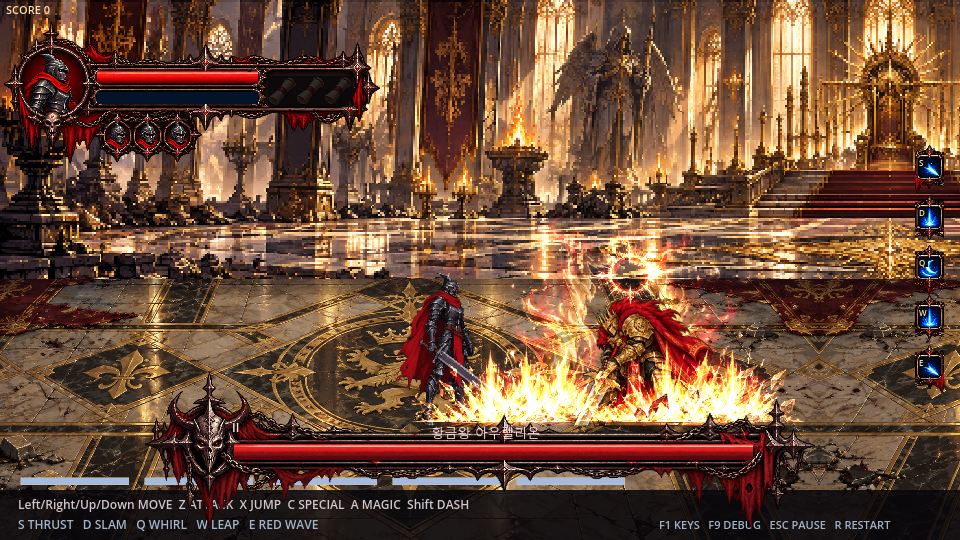 SCORE 0
D
Q
W
E
황금왕 아우렐리온
Left/Right/Up/Down MOVE Z ATTACK X JUMP C SPECIAL A MAGIC Shift DASH
S THRUST D SLAM Q WHIRL W LEAP E RED WAVE
F1 KEYS F9 DEBUG ESC PAUSE R RESTART